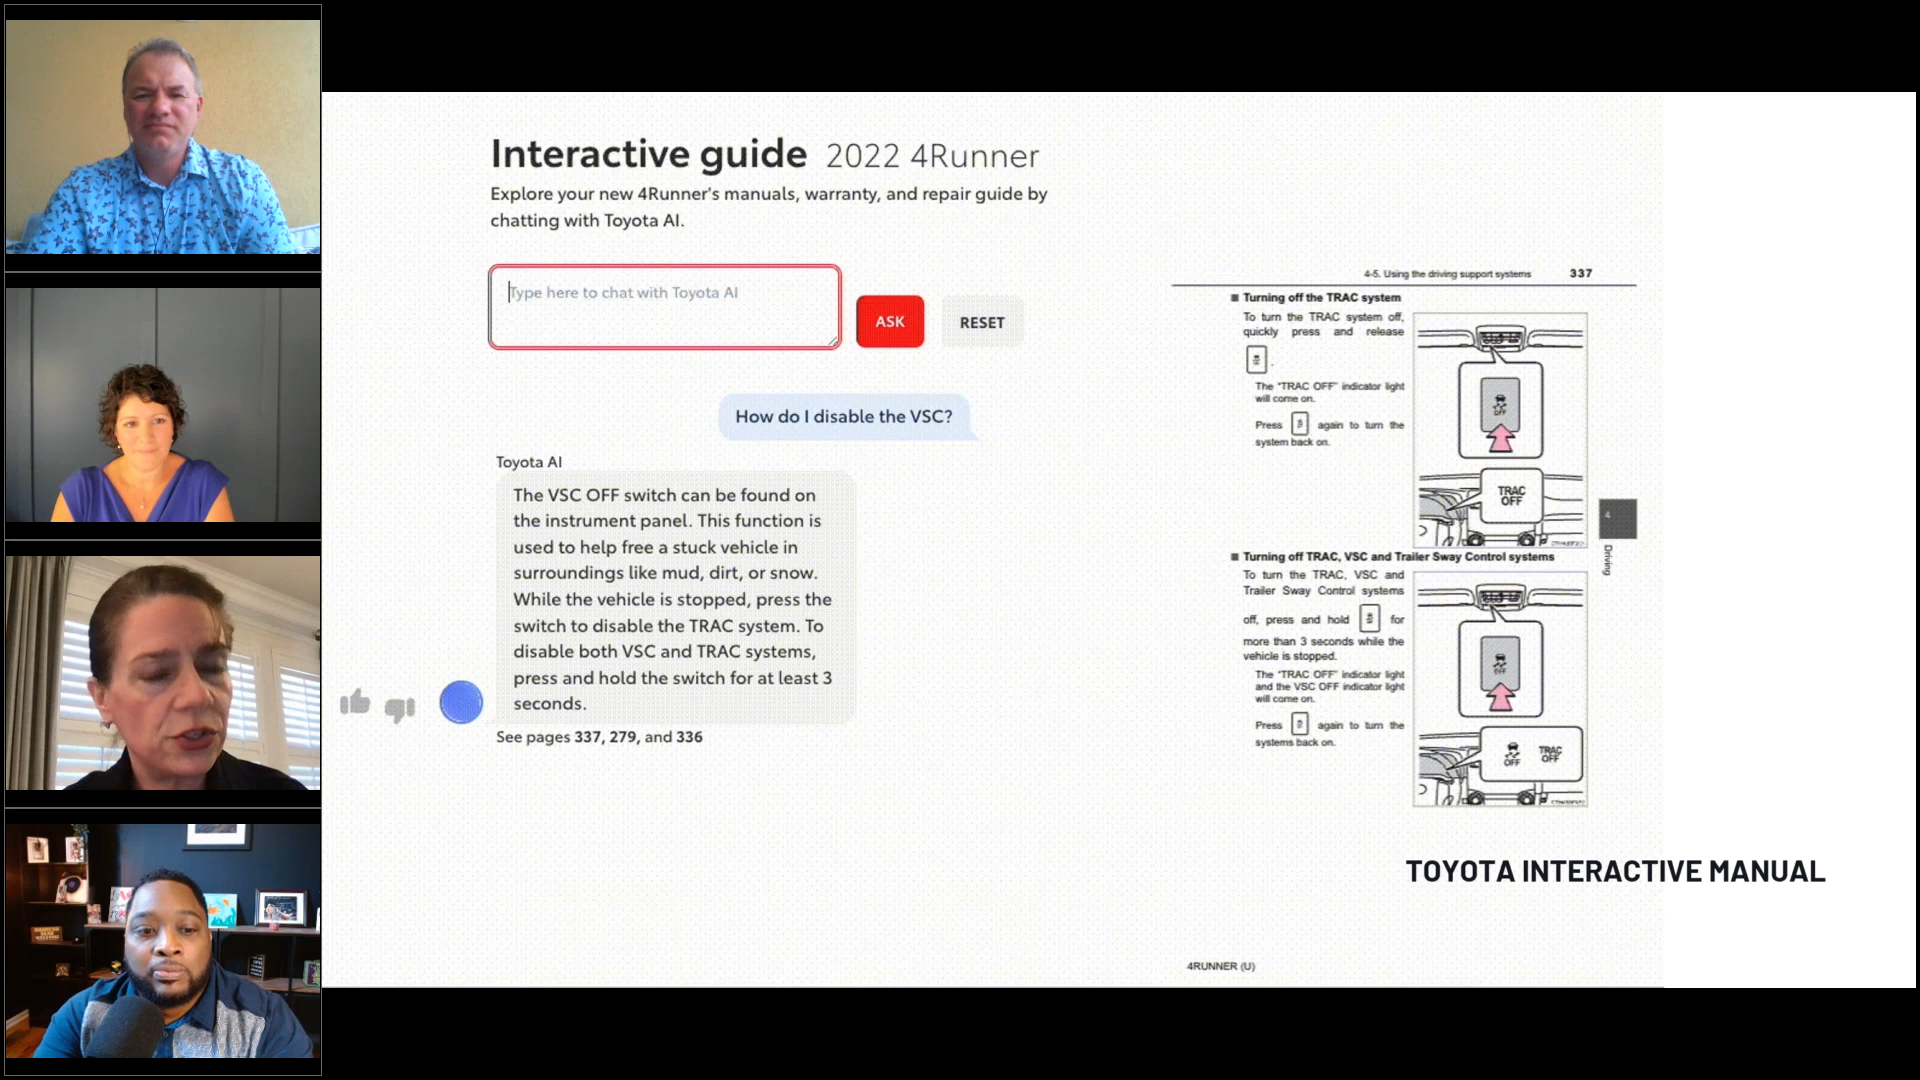 Interactive guide 2022 4Runner
Explore your new 4Runner's manuals, warranty, and repair guide by
chatting with Toyota AI.
Type here to chat with Toyota AI
ASK
RESET
How do I disable the VSC?
Toyota AI
The VSC OFF switch can be found on
the instrument panel. This function is
used to help free a stuck vehicle in
surroundings like mud, dirt, or snow.
While the vehicle is stopped, press the
switch to disable the TRAC system. To
disable both VSC and TRAC systems,
press and hold the switch for at least 3
seconds.
See pages 337, 279, and 336
4-5. Using the driving support systems 337
■ Turning off the TRAC system
To turn the TRAC system off,
quickly press and release
.
The "TRAC OFF" indicator light
will come on.
Press again to turn the
system back on.
OFF
TRAC
OFF
4
Driving
■ Turning off TRAC, VSC and Trailer Sway Control systems
To turn the TRAC, VSC and
Trailer Sway Control systems
off, press and hold for
more than 3 seconds while the
vehicle is stopped.
The "TRAC OFF" indicator light
and the VSC OFF indicator light
will come on.
Press again to turn the
systems back on.
OFF
OFF
TRAC
OFF
4RUNNER (U)
TOYOTA INTERACTIVE MANUAL